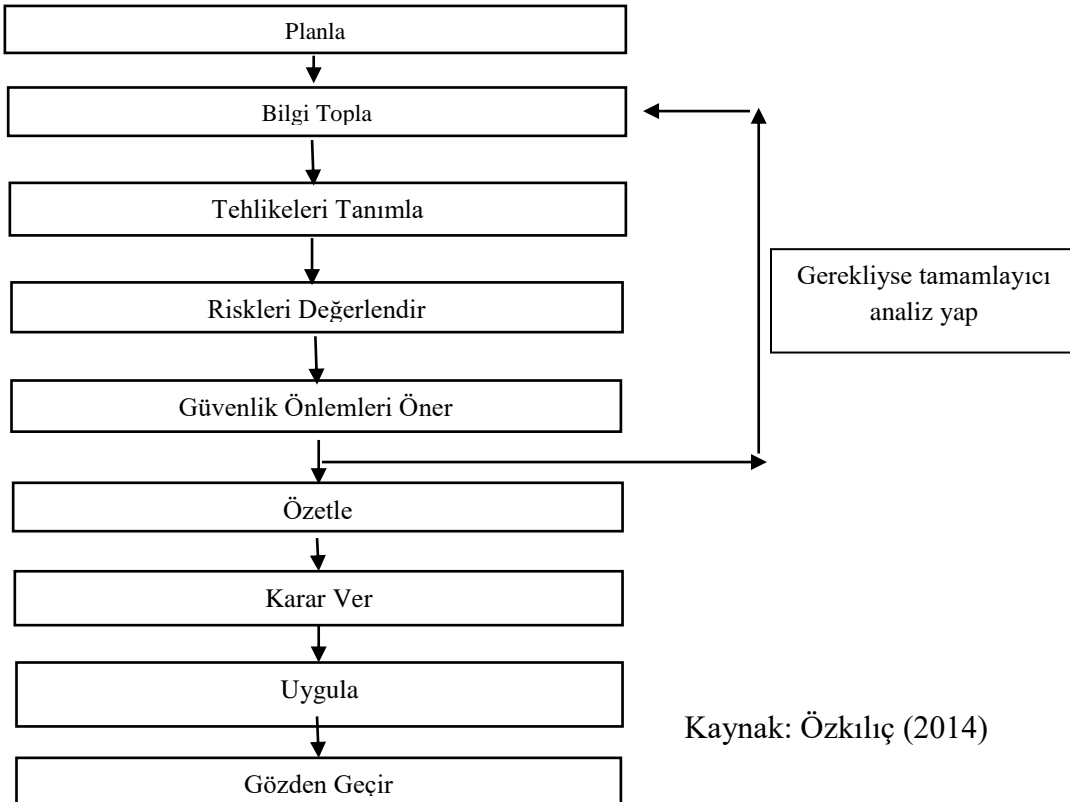 Planla
Bilgi Topla
Tehlikeleri Tanımla
Riskleri Değerlendir
Güvenlik Önlemleri Öner
Gerekliyse tamamlayıcı
analiz yap
Özetle
Karar Ver
Uygula
Gözden Geçir
Kaynak: Özkılıç (2014)